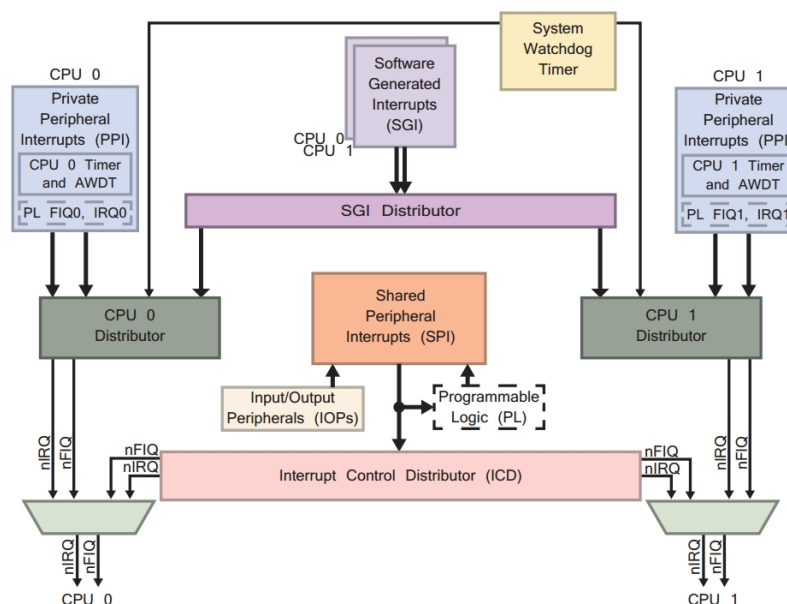 System
Watchdog
Timer
Software
Generated
Interrupts
(SGI)
CPU 0
CPU 1
CPU 0
Private
Peripheral
Interrupts (PPI)
CPU 0 Timer
and AWDT
PL FIQ0, IRQ0
CPU 1
Private
Peripheral
Interrupts (PPI)
CPU 1 Timer
and AWDT
PL FIQ1, IRQ1
SGI Distributor
CPU 0
Distributor
Shared
Peripheral
Interrupts (SPI)
CPU 1
Distributor
Input/Output
Peripherals (IOPs)
Programmable
Logic (PL)
nIRQ
nFIQ
nFIQ
nIRQ
Interrupt Control Distributor (ICD)
nFIQ
nIRQ
nIRQ
nFIQ
nIRQ
nFIQ
CPU 0
nIRQ
nFIQ
CPU 1